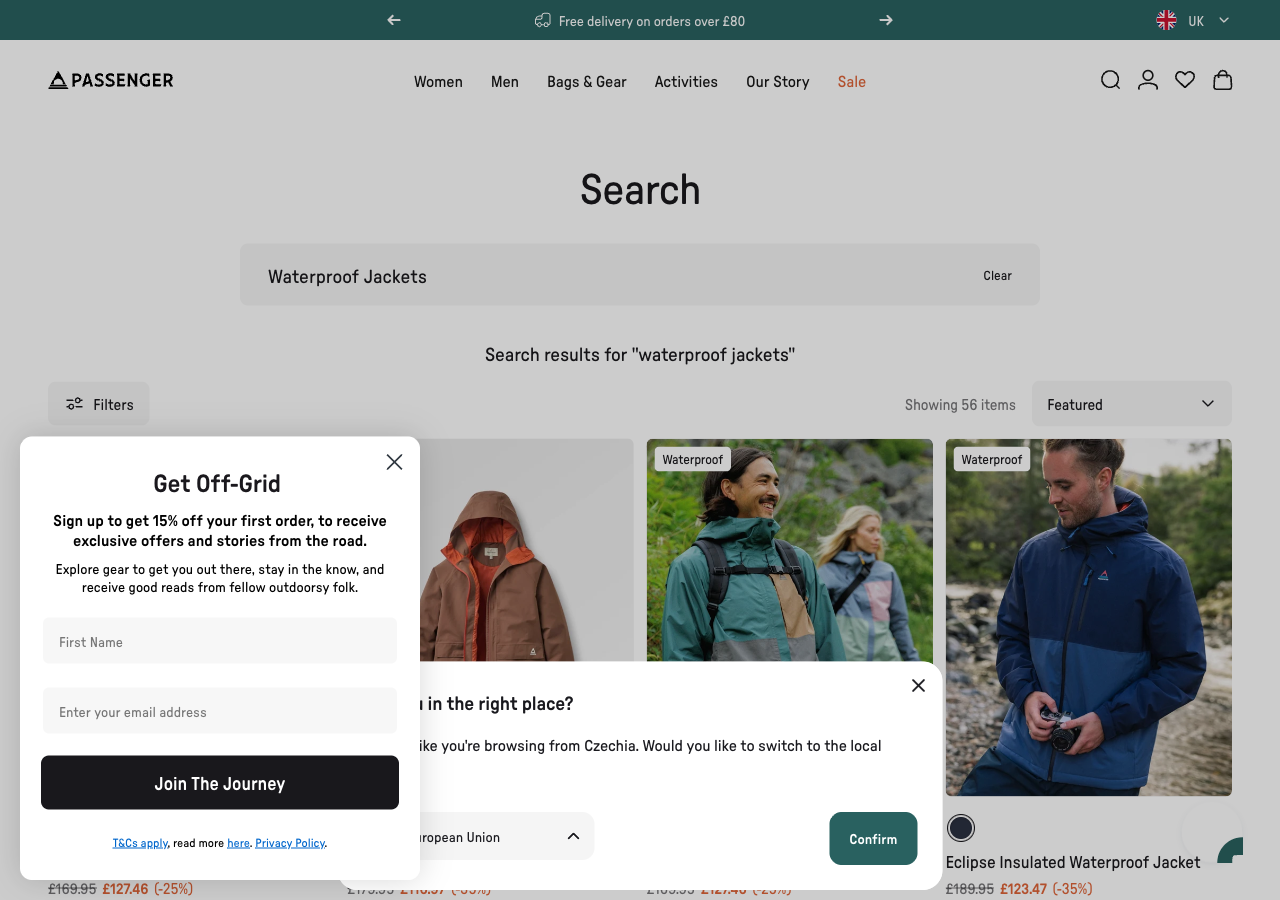 Free delivery on orders over £80
UK
PASSENGER
Women
Men
Bags & Gear
Activities
Our Story
Sale
Search
Waterproof Jackets
Clear
Search results for "waterproof jackets"
Filters
Showing 56 items
Featured
Waterproof
Waterproof
Get Off-Grid
Sign up to get 15% off your first order, to receive
exclusive offers and stories from the road.
Explore gear to get you out there, stay in the know, and
receive good reads from fellow outdoorsy folk.
First Name
Enter your email address
Join The Journey
T&Cs apply, read more here. Privacy Policy.
in the right place?
you're browsing from Czechia. Would you like to switch to the local
Confirm
Eclipse Insulated Waterproof Jacket
£169.95 £127.46 (-25%)
£189.95 £123.47 (-35%)